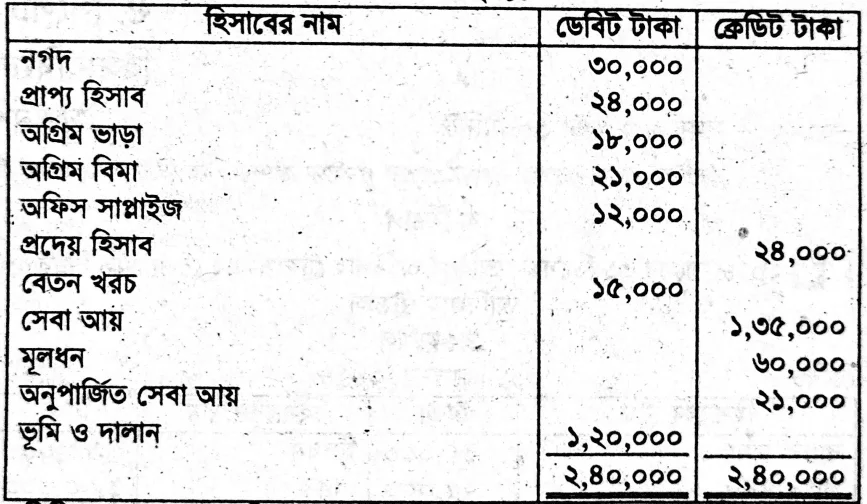 হিসাবের নাম ডেবিট টাকা ক্রেডিট টাকা
নগদ ৩০,০০০
প্রাপ্য হিসাব ২৪,০০০
অগ্রিম ভাড়া ১৮,০০০
অগ্রিম বিমা ২১,০০০
অফিস সাপ্লাইজ ১২,০০০
প্রদেয় হিসাব ২৪,০০০
বেতন খরচ ১৫,০০০
সেবা আয় ১,৩৫,০০০
মূলধন ৬০,০০০
অনুপার্জিত সেবা আয় ২১,০০০
ভূমি ও দালান ১,২০,০০০
২,৪০,০০০ ২,৪০,০০০